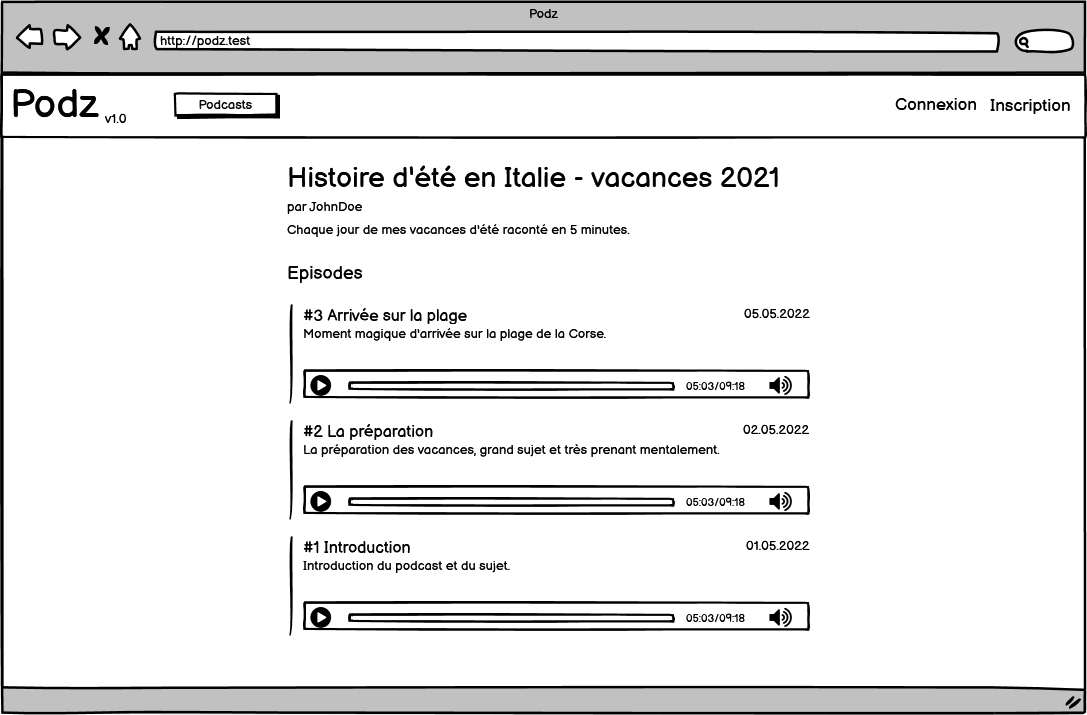 Podz
http://podz.test
Podz v1.0
Podcasts
Connexion Inscription
Histoire d'été en Italie - vacances 2021
par JohnDoe
Chaque jour de mes vacances d'été raconté en 5 minutes.
Episodes
#3 Arrivée sur la plage 05.05.2022
Moment magique d'arrivée sur la plage de la Corse.
05:03/09:18
#2 La préparation 02.05.2022
La préparation des vacances, grand sujet et très prenant mentalement.
05:03/09:18
#1 Introduction 01.05.2022
Introduction du podcast et du sujet.
05:03/09:18